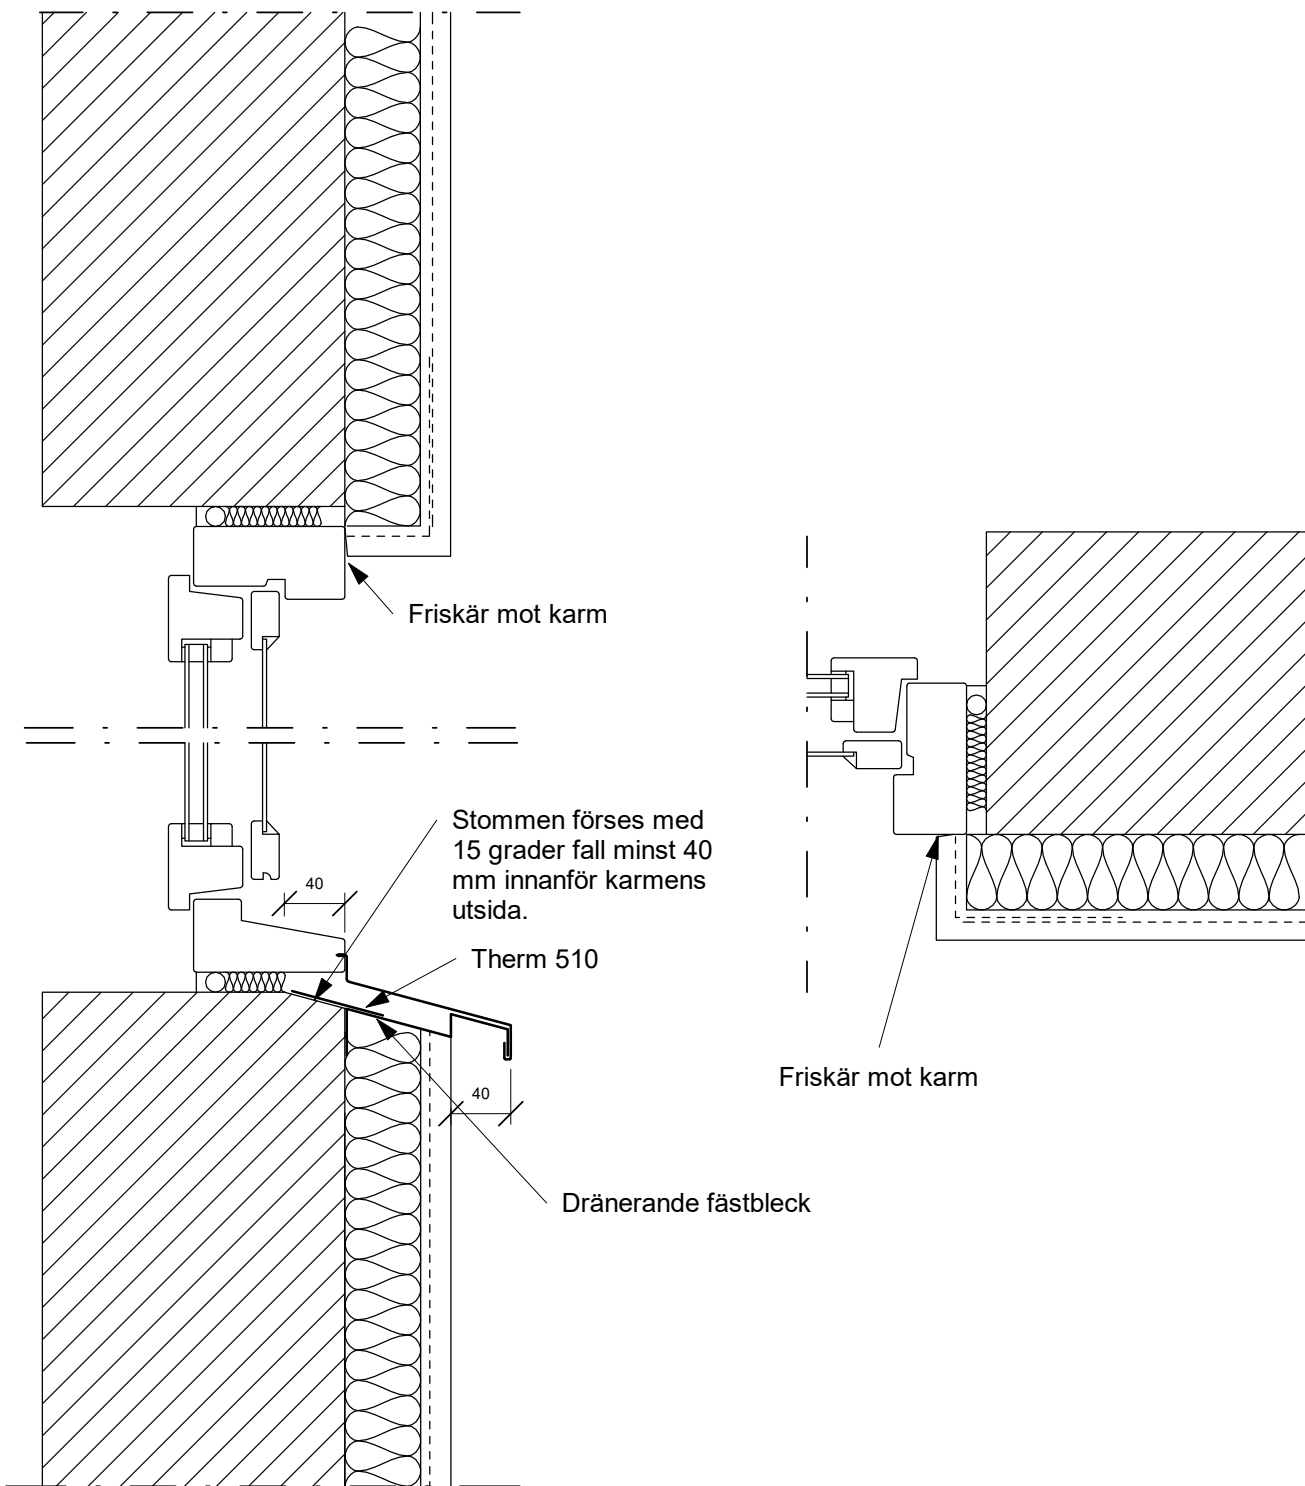 Friskär mot karm
Stommen förses med
15 grader fall minst 40
mm innanför karmens
utsida.
40
Therm 510
40
Dränerande fästbleck
Friskär mot karm